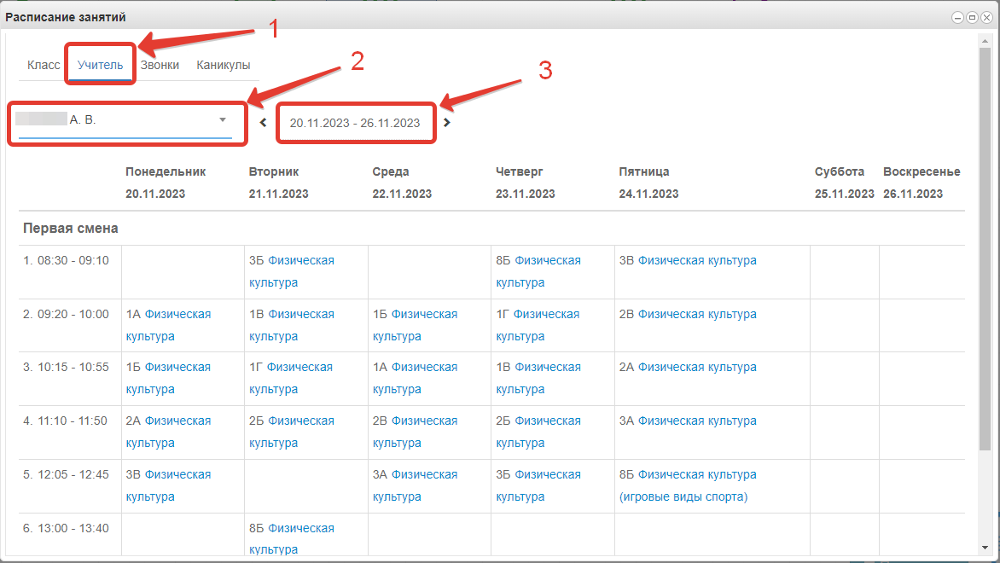 Расписание занятий
1
Класс Учитель Звонки Каникулы
2
3
А. В.
20.11.2023 - 26.11.2023
Понедельник Вторник Среда Четверг Пятница Суббота Воскресенье
20.11.2023 21.11.2023 22.11.2023 23.11.2023 24.11.2023 25.11.2023 26.11.2023
Первая смена
1. 08:30 - 09:10 3Б Физическая 8Б Физическая 3В Физическая культура
культура культура
2. 09:20 - 10:00 1А Физическая 1В Физическая 1Б Физическая 1Г Физическая 2В Физическая культура
культура культура культура культура
3. 10:15 - 10:55 1Б Физическая 1Г Физическая 1А Физическая 1В Физическая 2А Физическая культура
культура культура культура культура
4. 11:10 - 11:50 2А Физическая 2Б Физическая 2В Физическая 2Б Физическая 3А Физическая культура
культура культура культура культура
5. 12:05 - 12:45 3В Физическая 3А Физическая 3Б Физическая 8Б Физическая культура
культура культура культура (игровые виды спорта)
6. 13:00 - 13:40 8Б Физическая
культура